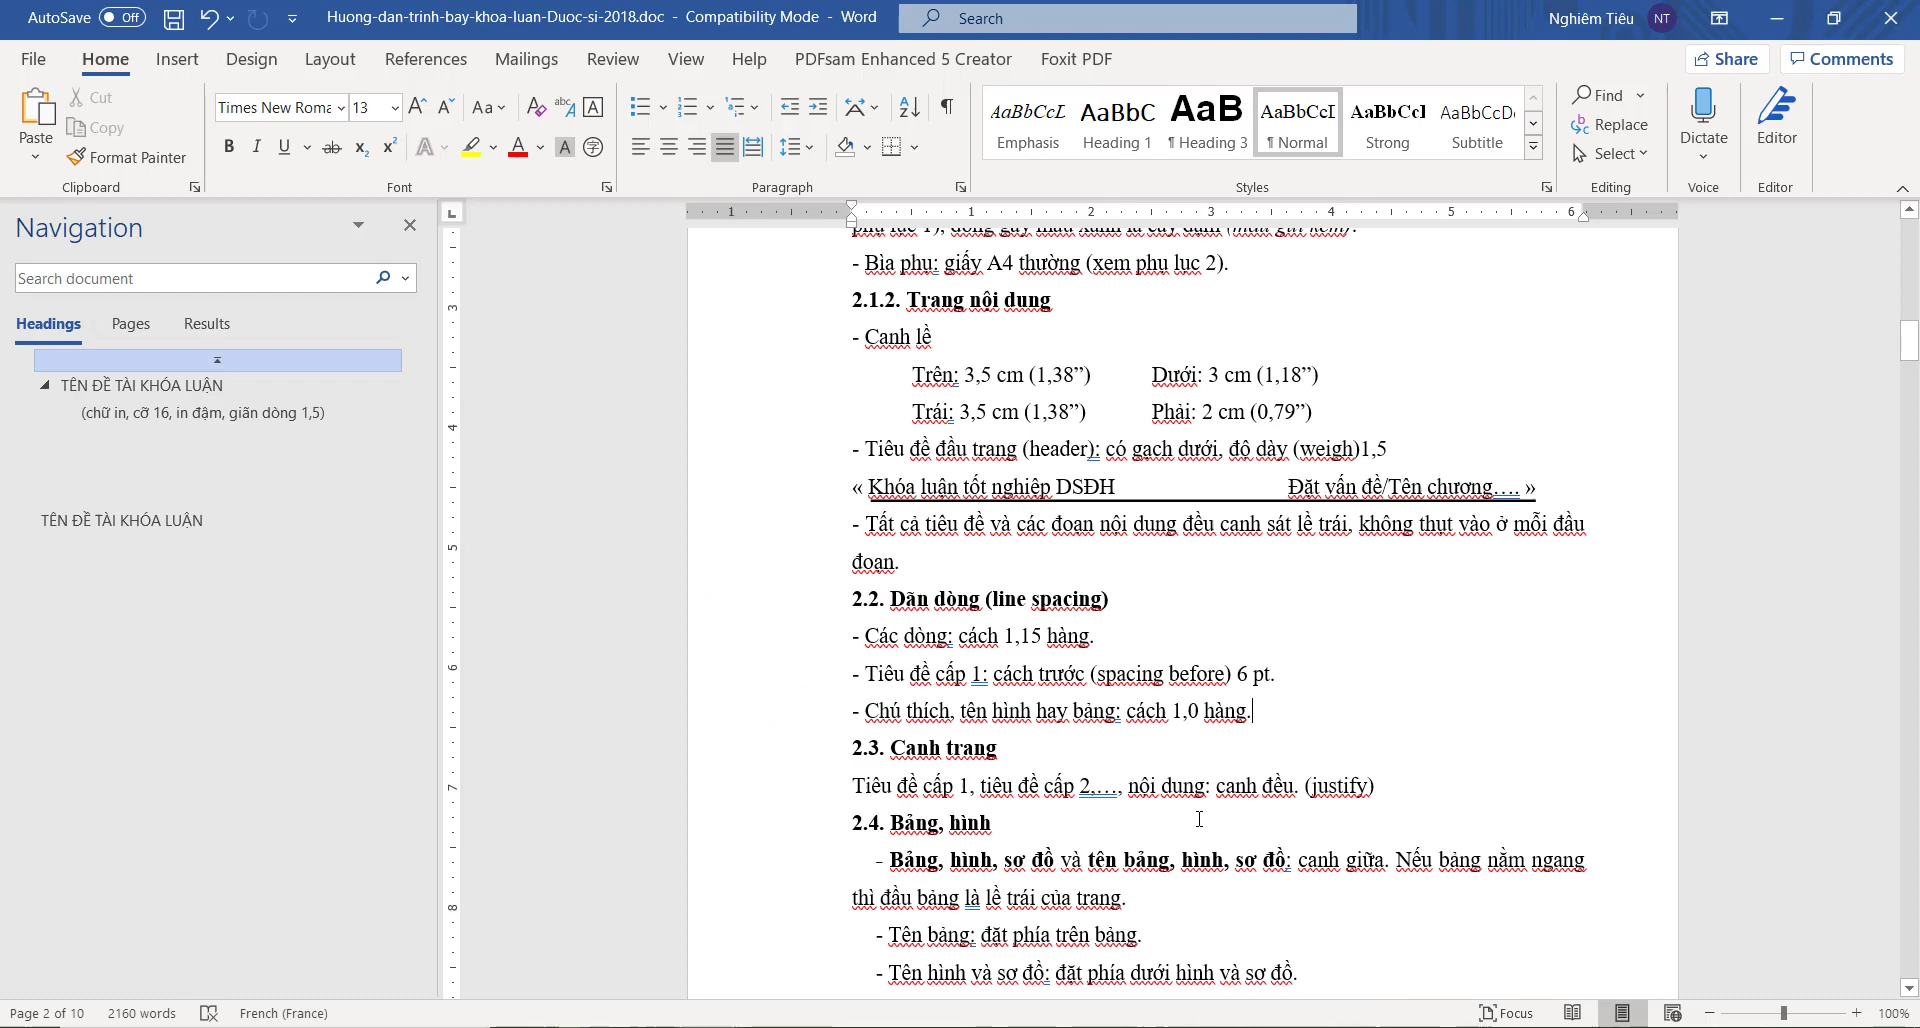 AutoSave Off Huong-dan-trinh-bay-khoa-luan-Duoc-si-2018.doc - Compatibility Mode - Word Search Nghiêm Tiêu NT
File Home Insert Design Layout References Mailings Review View Help PDFsam Enhanced 5 Creator Foxit PDF Share Comments
Paste
Cut
Copy
Format Painter
Clipboard
Times New Roma 13
Font
Paragraph
AaBbCcL AaBbC AaB AaBbCcI AaBbCcI AaBbCcD
Emphasis Heading 1 ¶ Heading 3 ¶ Normal Strong Subtitle
Styles
Find
Replace
Select
Editing
Dictate
Voice
Editor
Editor
Navigation
Search document
Headings Pages Results
TÊN ĐỀ TÀI KHÓA LUẬN
(chữ in, cỡ 16, in đậm, giãn dòng 1,5)
TÊN ĐỀ TÀI KHÓA LUẬN
1 1 2 3 4 5 6
3
4
5
6
7
8
- Bìa phụ: giấy A4 thường (xem phụ lục 2).
2.1.2. Trang nội dung
- Canh lề
Trên: 3,5 cm (1,38”) Dưới: 3 cm (1,18”)
Trái: 3,5 cm (1,38”) Phải: 2 cm (0,79”)
- Tiêu đề đầu trang (header): có gạch dưới, độ dày (weigh)1,5
« Khóa luận tốt nghiệp DSĐH Đặt vấn đề/Tên chương…. »
- Tất cả tiêu đề và các đoạn nội dung đều canh sát lề trái, không thụt vào ở mỗi đầu
đoạn.
2.2. Dãn dòng (line spacing)
- Các dòng: cách 1,15 hàng.
- Tiêu đề cấp 1: cách trước (spacing before) 6 pt.
- Chú thích, tên hình hay bảng: cách 1,0 hàng.
2.3. Canh trang
Tiêu đề cấp 1, tiêu đề cấp 2,…, nội dung: canh đều. (justify)
2.4. Bảng, hình
- Bảng, hình, sơ đồ và tên bảng, hình, sơ đồ: canh giữa. Nếu bảng nằm ngang
thì đầu bảng là lề trái của trang.
- Tên bảng: đặt phía trên bảng.
- Tên hình và sơ đồ: đặt phía dưới hình và sơ đồ.
Page 2 of 10 2160 words French (France) Focus 100%